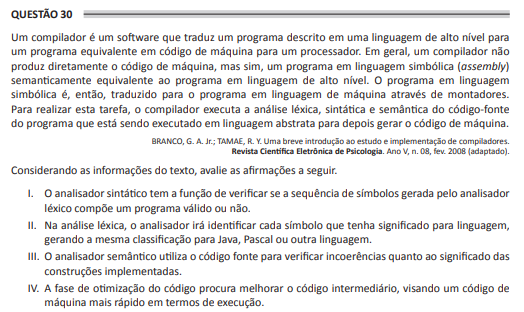 QUESTÃO 30
Um compilador é um software que traduz um programa descrito em uma linguagem de alto nível para
um programa equivalente em código de máquina para um processador. Em geral, um compilador não
produz diretamente o código de máquina, mas sim, um programa em linguagem simbólica (assembly)
semanticamente equivalente ao programa em linguagem de alto nível. O programa em linguagem
simbólica é, então, traduzido para o programa em linguagem de máquina através de montadores.
Para realizar esta tarefa, o compilador executa a análise léxica, sintática e semântica do código-fonte
do programa que está sendo executado em linguagem abstrata para depois gerar o código de máquina.
BRANCO, G. A. Jr.; TAMAE, R. Y. Uma breve introdução ao estudo e implementação de compiladores.
Revista Científica Eletrônica de Psicologia. Ano V, n. 08, fev. 2008 (adaptado).
Considerando as informações do texto, avalie as afirmações a seguir.
I. O analisador sintático tem a função de verificar se a sequência de símbolos gerada pelo analisador
léxico compõe um programa válido ou não.
II. Na análise léxica, o analisador irá identificar cada símbolo que tenha significado para linguagem,
gerando a mesma classificação para Java, Pascal ou outra linguagem.
III. O analisador semântico utiliza o código fonte para verificar incoerências quanto ao significado das
construções implementadas.
IV. A fase de otimização do código procura melhorar o código intermediário, visando um código de
máquina mais rápido em termos de execução.